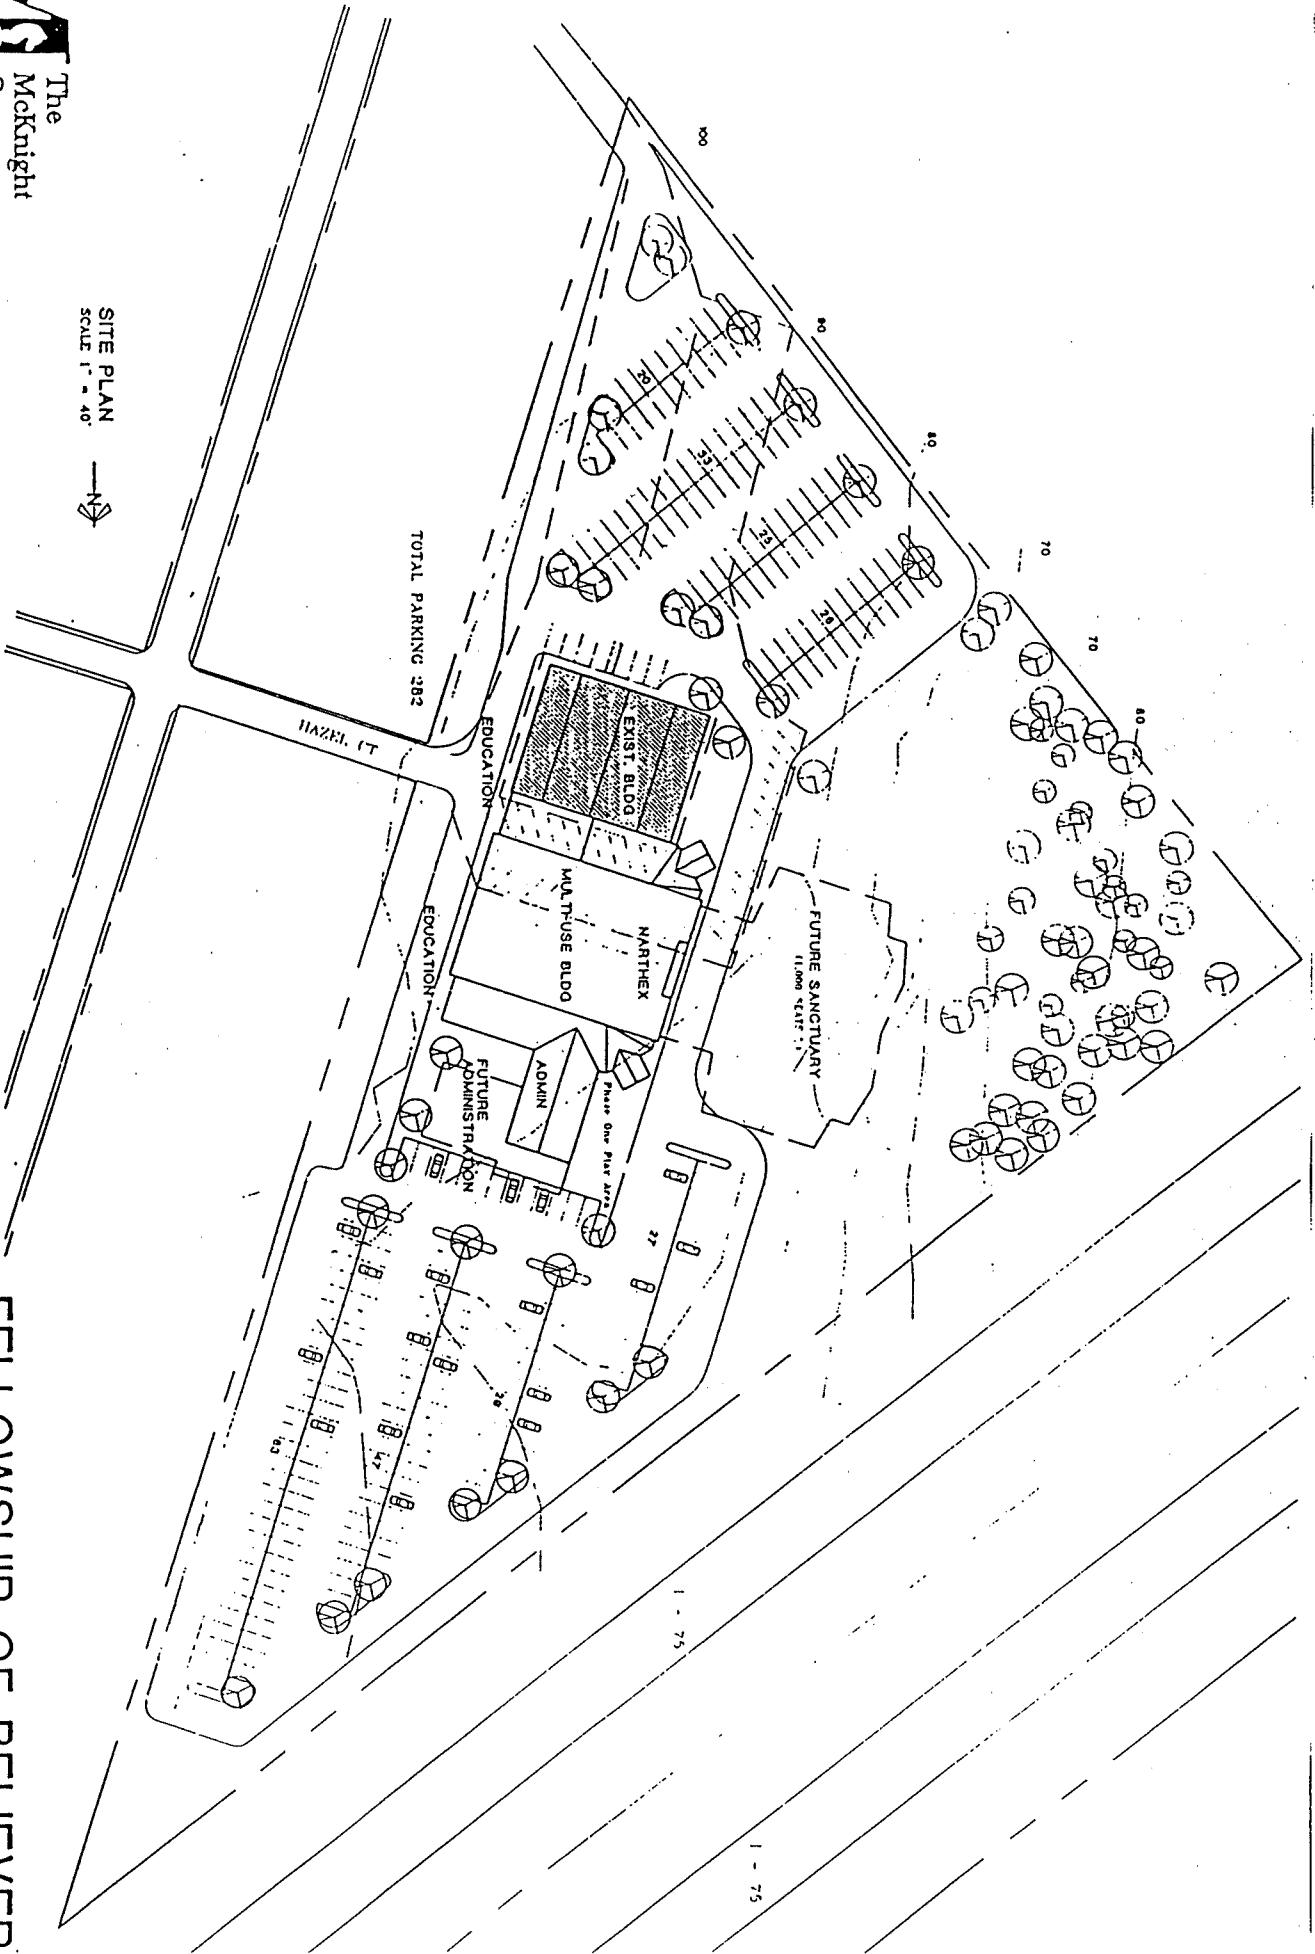 The
McKnight
SITE PLAN
SCALE 1" = 40'
N
TOTAL PARKING 282
HAZEL CT
EDUCATION
EDUCATION
EXIST. BLDG
MULTI-USE BLDG
NARTHEX
ADMIN
FUTURE
ADMINISTRATION
Phase One Play Area
FUTURE SANCTUARY
100
90
80
70
70
80
20
33
25
26
27
28
47
63
I - 75
I - 75
FELLOWSHIP OF BELIEVER